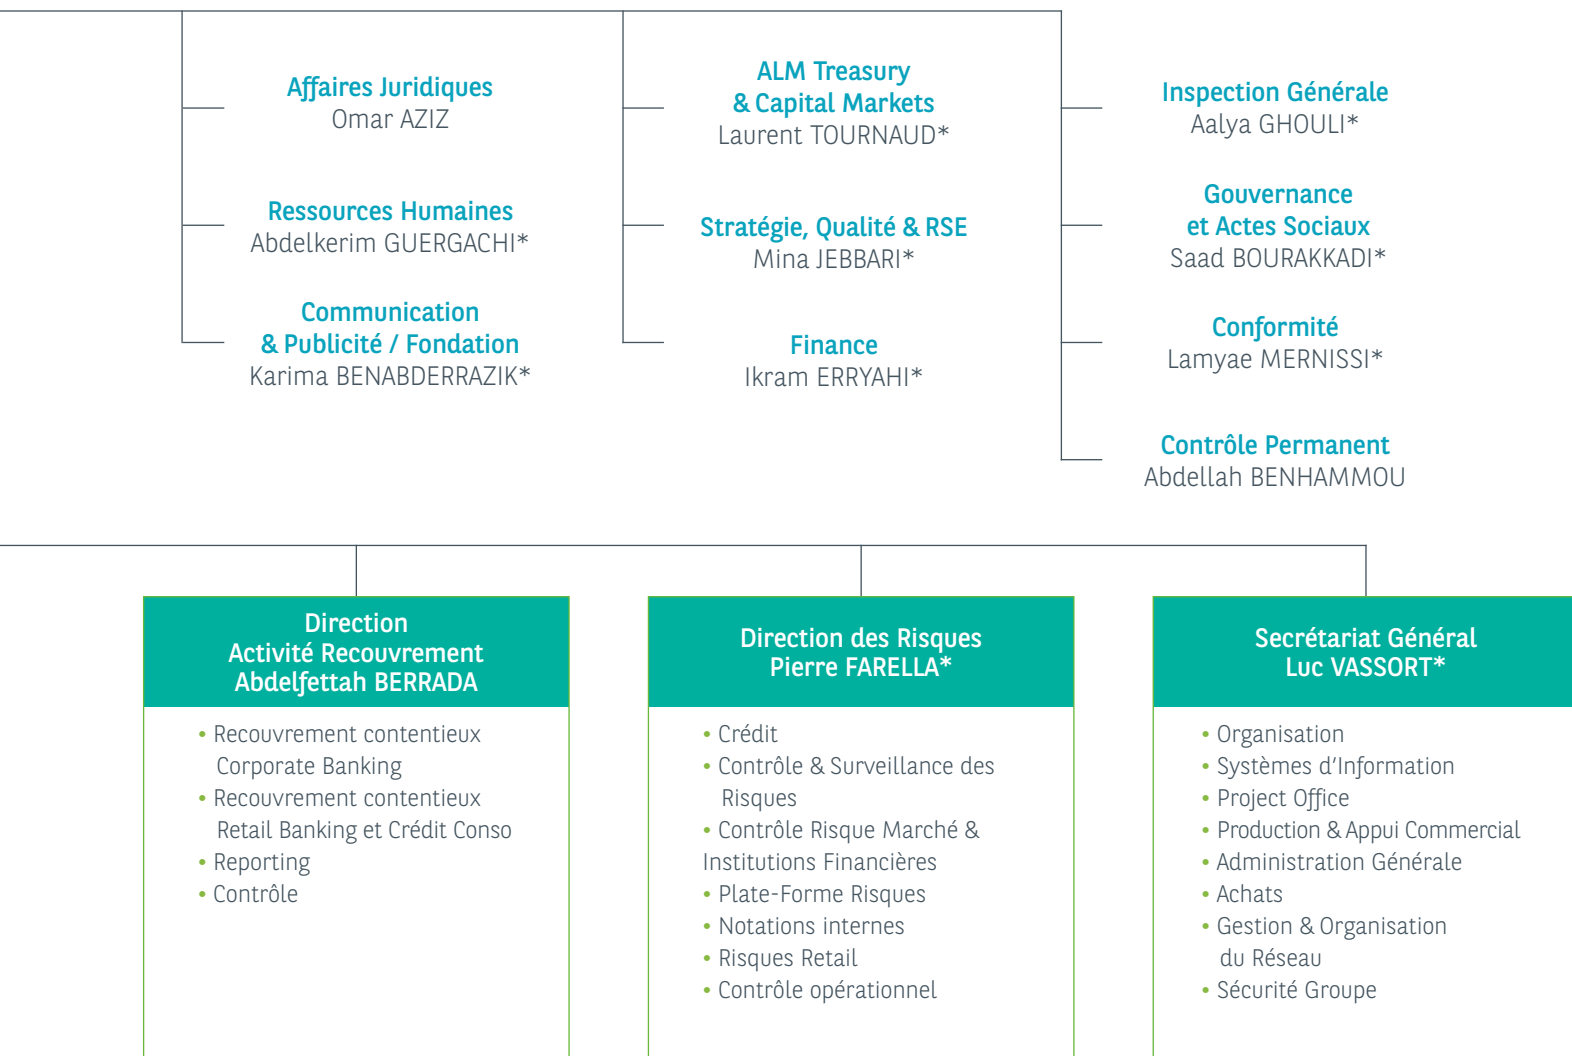 Affaires Juridiques
Omar AZIZ
Ressources Humaines
Abdelkerim GUERGACHI*
Communication
& Publicité / Fondation
Karima BENABDERRAZIK*
ALM Treasury
& Capital Markets
Laurent TOURNAUD*
Stratégie, Qualité & RSE
Mina JEBBARI*
Finance
Ikram ERRYAHI*
Inspection Générale
Aalya GHOULI*
Gouvernance
et Actes Sociaux
Saad BOURAKKADI*
Conformité
Lamyae MERNISSI*
Contrôle Permanent
Abdellah BENHAMMOU
Direction
Activité Recouvrement
Abdelfettah BERRADA
• Recouvrement contentieux
Corporate Banking
• Recouvrement contentieux
Retail Banking et Crédit Conso
• Reporting
• Contrôle
Direction des Risques
Pierre FARELLA*
• Crédit
• Contrôle & Surveillance des
Risques
• Contrôle Risque Marché &
Institutions Financières
• Plate-Forme Risques
• Notations internes
• Risques Retail
• Contrôle opérationnel
Secrétariat Général
Luc VASSORT*
• Organisation
• Systèmes d'Information
• Project Office
• Production & Appui Commercial
• Administration Générale
• Achats
• Gestion & Organisation
du Réseau
• Sécurité Groupe